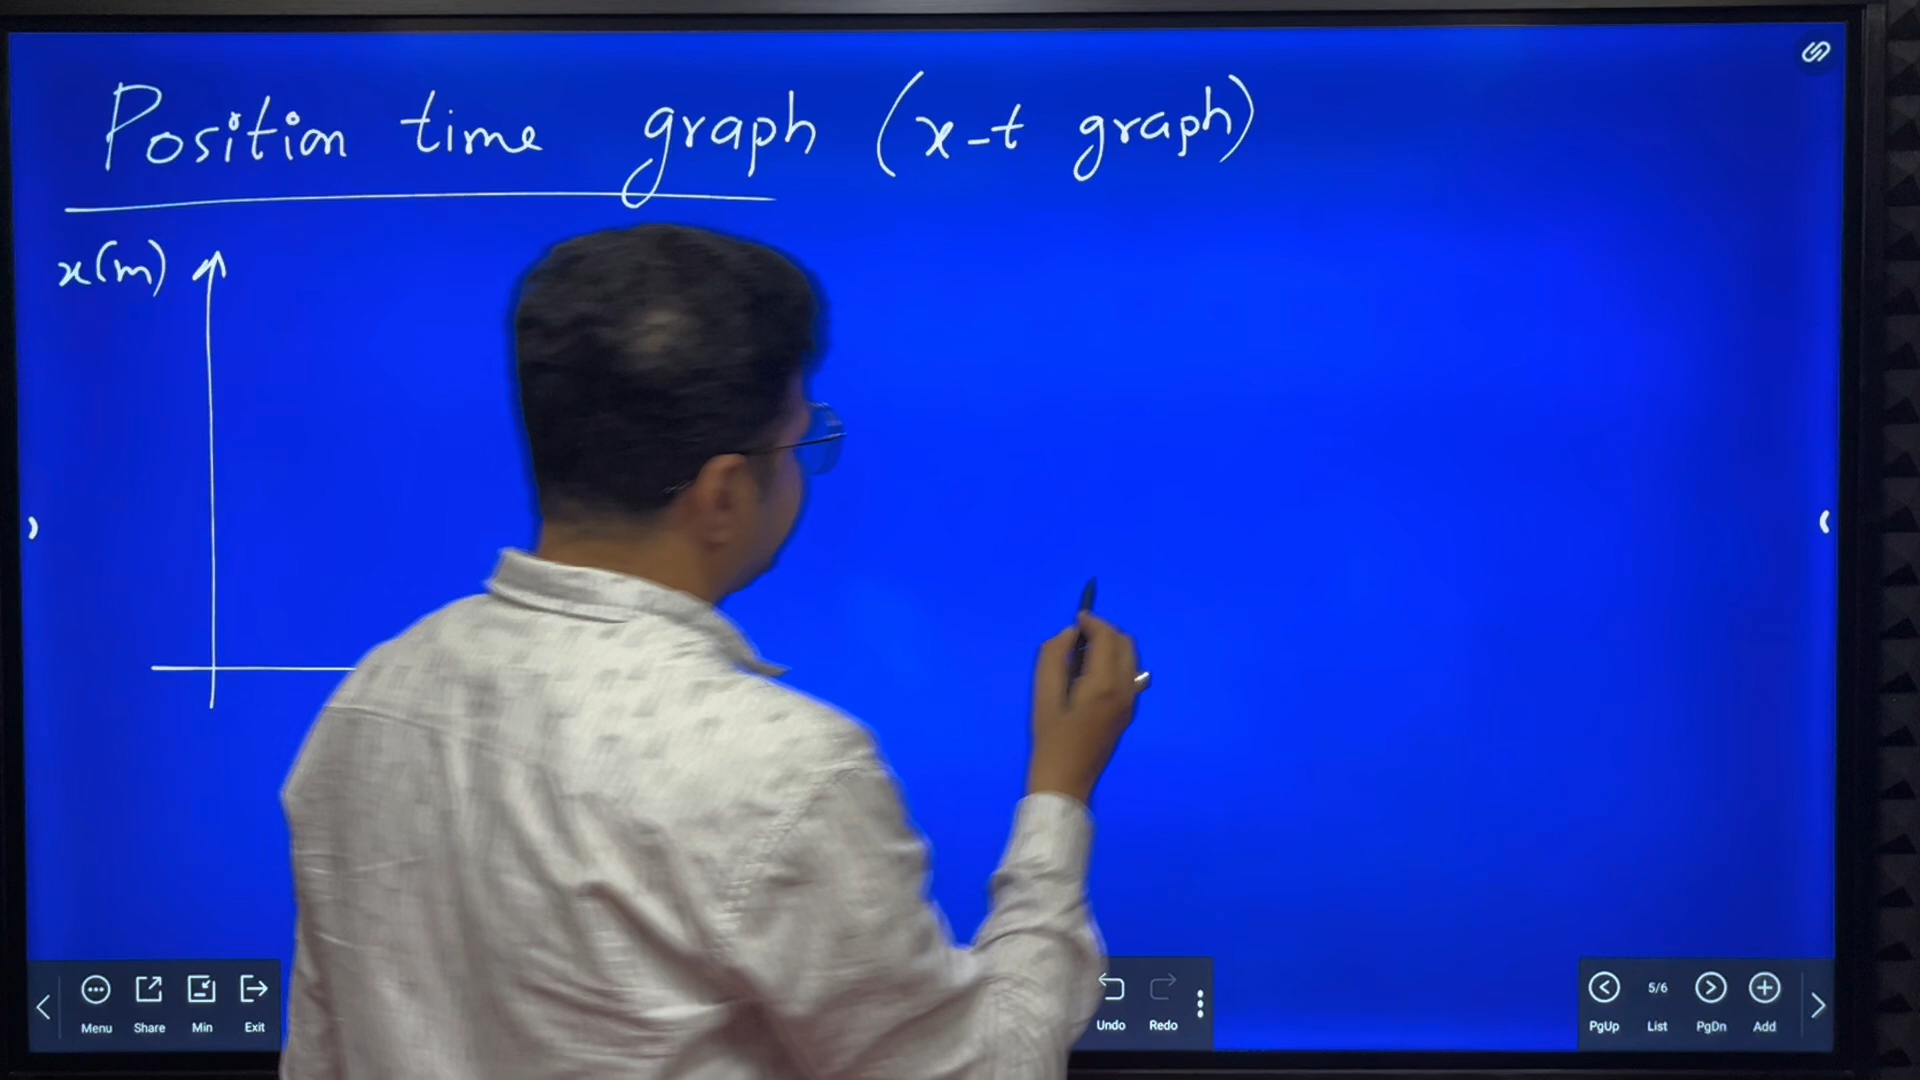 Position time graph (x-t graph)
x(m)
Menu Share Min Exit
Undo Redo
5/6
PgUp List PgDn Add